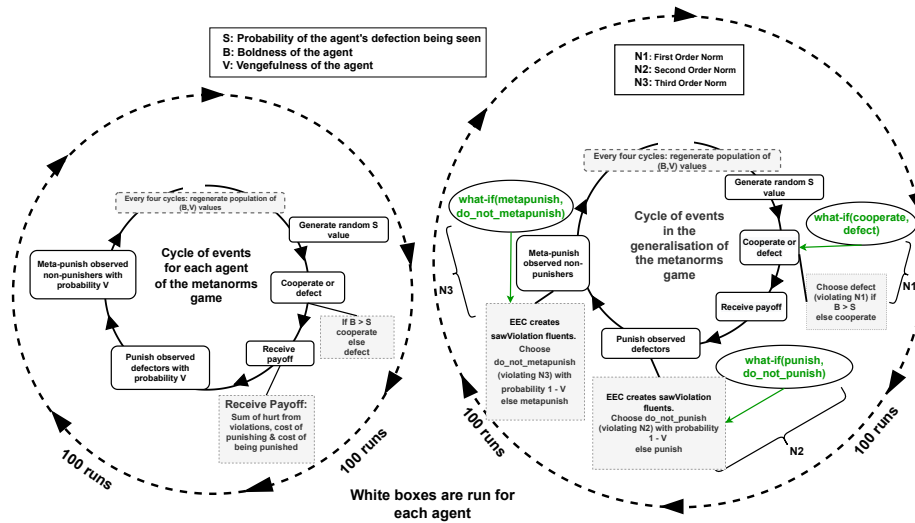 S: Probability of the agent's defection being seen
B: Boldness of the agent
V: Vengefulness of the agent
N1: First Order Norm
N2: Second Order Norm
N3: Third Order Norm
Every four cycles: regenerate population of
(B,V) values
Generate random S
value
Cycle of events
for each agent
of the metanorms
game
Meta-punish observed
non-punishers with
probability V
Cooperate or
defect
If B > S
cooperate
else
defect
Receive
payoff
Punish observed
defectors with
probability V
Receive Payoff:
Sum of hurt from
violations, cost of
punishing & cost of
being punished
100 runs
100 runs
Every four cycles: regenerate population of
(B,V) values
Generate random S
value
what-if(metapunish,
do_not_metapunish)
what-if(cooperate,
defect)
Cycle of events
in the
generalisation of
the metanorms
game
Cooperate or
defect
Meta-punish
observed non-
punishers
N3
N1
Choose defect
(violating N1) if
B > S
else cooperate
Receive
payoff
EEC creates
sawViolation fluents.
Choose
do_not_metapunish
(violating N3) with
probability 1 - V
else metapunish
Punish observed
defectors
what-if(punish,
do_not_punish)
EEC creates sawViolation
fluents.
Choose do_not_punish
(violating N2) with probability
1 - V
else punish
N2
100 runs
100 runs
White boxes are run for
each agent